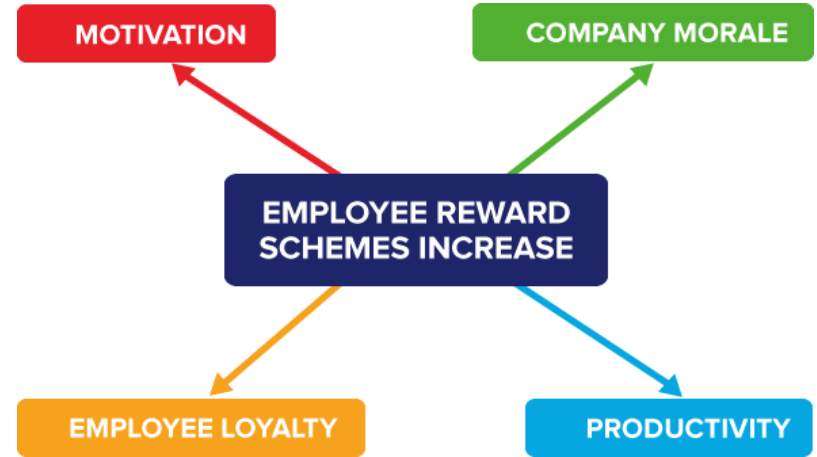 MOTIVATION
COMPANY MORALE
EMPLOYEE REWARD
SCHEMES INCREASE
EMPLOYEE LOYALTY
PRODUCTIVITY